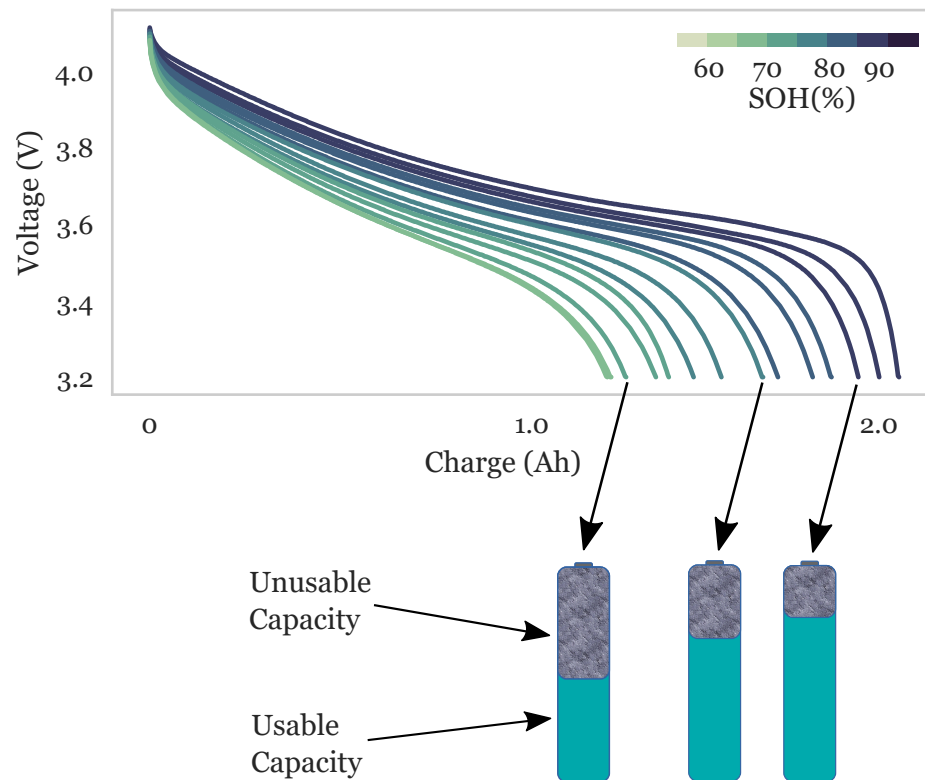 4.0
3.8
3.6
3.4
3.2
Voltage (V)
60 70 80 90
SOH(%)
0 1.0 2.0
Charge (Ah)
Unusable
Capacity
Usable
Capacity